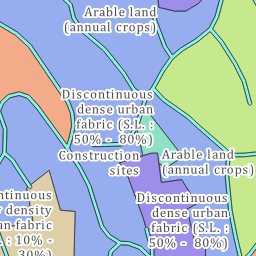 Arable land
(annual crops)
Discontinuous
dense urban
fabric (S.L. :
50% - 80%)
Construction
sites
Arable land
(annual crops)
ntinuous
density
an-fabric
. : 10% -
30%)
Discontinuous
dense urban
fabric (S.L. :
50% - 80%)